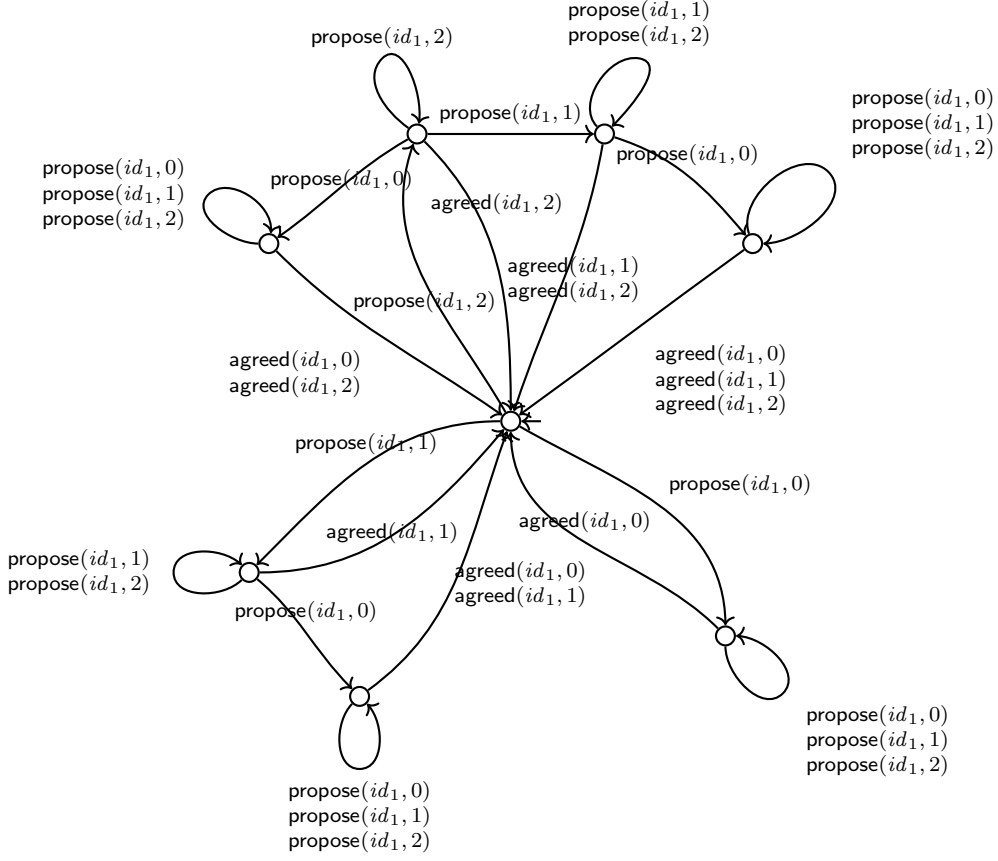 propose(id₁, 1)
propose(id₁, 2)
propose(id₁, 2)
propose(id₁, 0)
propose(id₁, 1)
propose(id₁, 2)
propose(id₁, 1)
propose(id₁, 0)
propose(id₁, 0)
propose(id₁, 1)
propose(id₁, 2)
propose(id₁, 0)
agreed(id₁, 2)
agreed(id₁, 1)
agreed(id₁, 2)
propose(id₁, 2)
agreed(id₁, 0)
agreed(id₁, 2)
agreed(id₁, 0)
agreed(id₁, 1)
agreed(id₁, 2)
propose(id₁, 1)
propose(id₁, 0)
agreed(id₁, 0)
agreed(id₁, 1)
propose(id₁, 1)
propose(id₁, 2)
agreed(id₁, 0)
agreed(id₁, 1)
propose(id₁, 0)
propose(id₁, 0)
propose(id₁, 1)
propose(id₁, 2)
propose(id₁, 0)
propose(id₁, 1)
propose(id₁, 2)